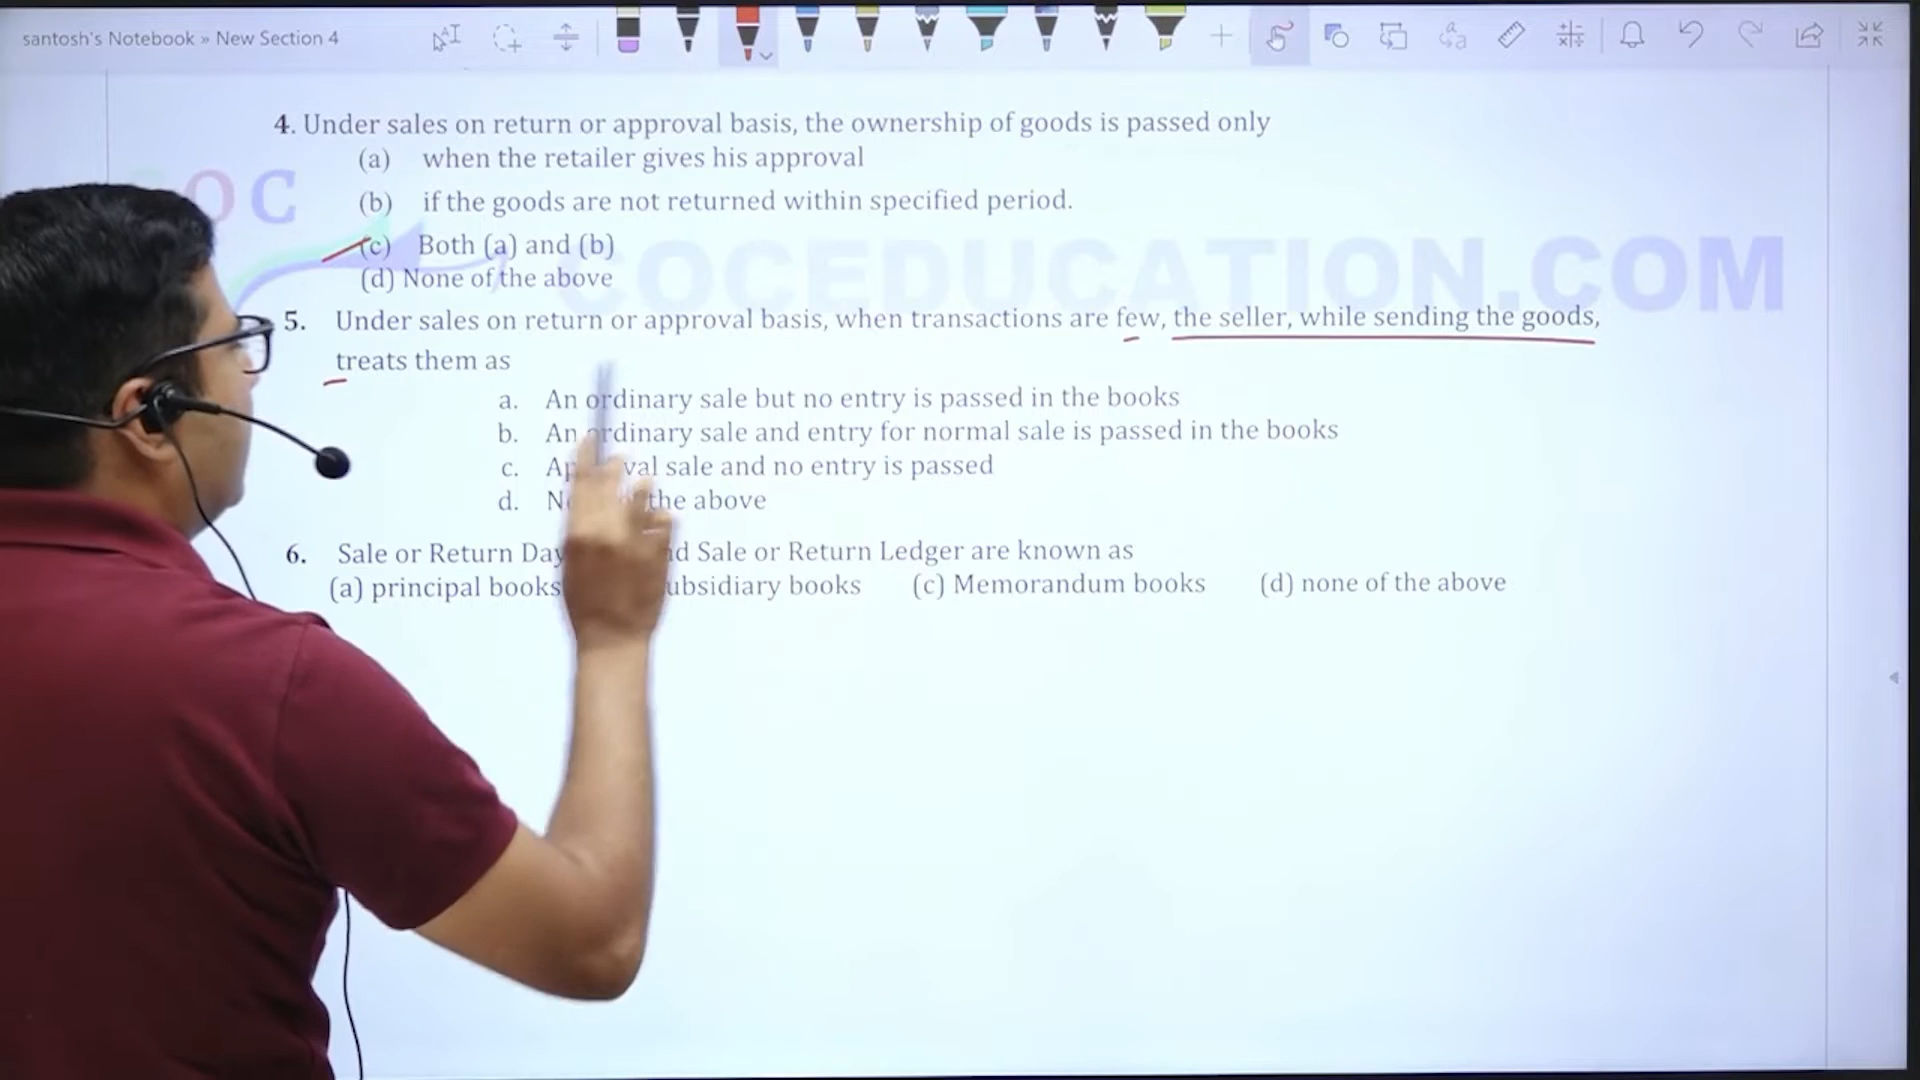 santosh's Notebook » New Section 4
4. Under sales on return or approval basis, the ownership of goods is passed only
(a) when the retailer gives his approval
(b) if the goods are not returned within specified period.
OC
(c) Both (a) and (b)
COCEDUCATION.COM
(d) None of the above
5. Under sales on return or approval basis, when transactions are few, the seller, while sending the goods,
treats them as
a. An ordinary sale but no entry is passed in the books
b. An ordinary sale and entry for normal sale is passed in the books
c. sale and no entry is passed
d. the above
6. Sale or Return Day Sale or Return Ledger are known as
(a) principal books books (c) Memorandum books (d) none of the above